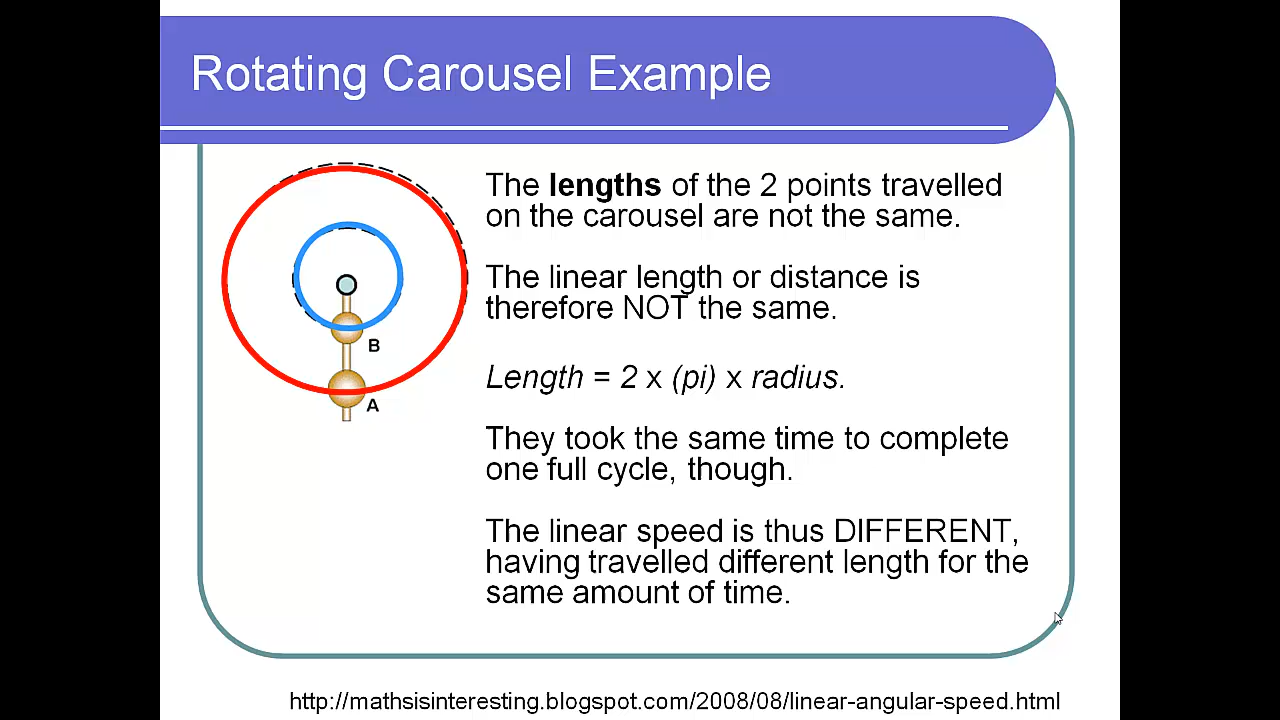 Rotating Carousel Example
The lengths of the 2 points travelled
on the carousel are not the same.
The linear length or distance is
therefore NOT the same.
B
Length = 2 x (pi) x radius.
A
They took the same time to complete
one full cycle, though.
The linear speed is thus DIFFERENT,
having travelled different length for the
same amount of time.
http://mathsisinteresting.blogspot.com/2008/08/linear-angular-speed.html